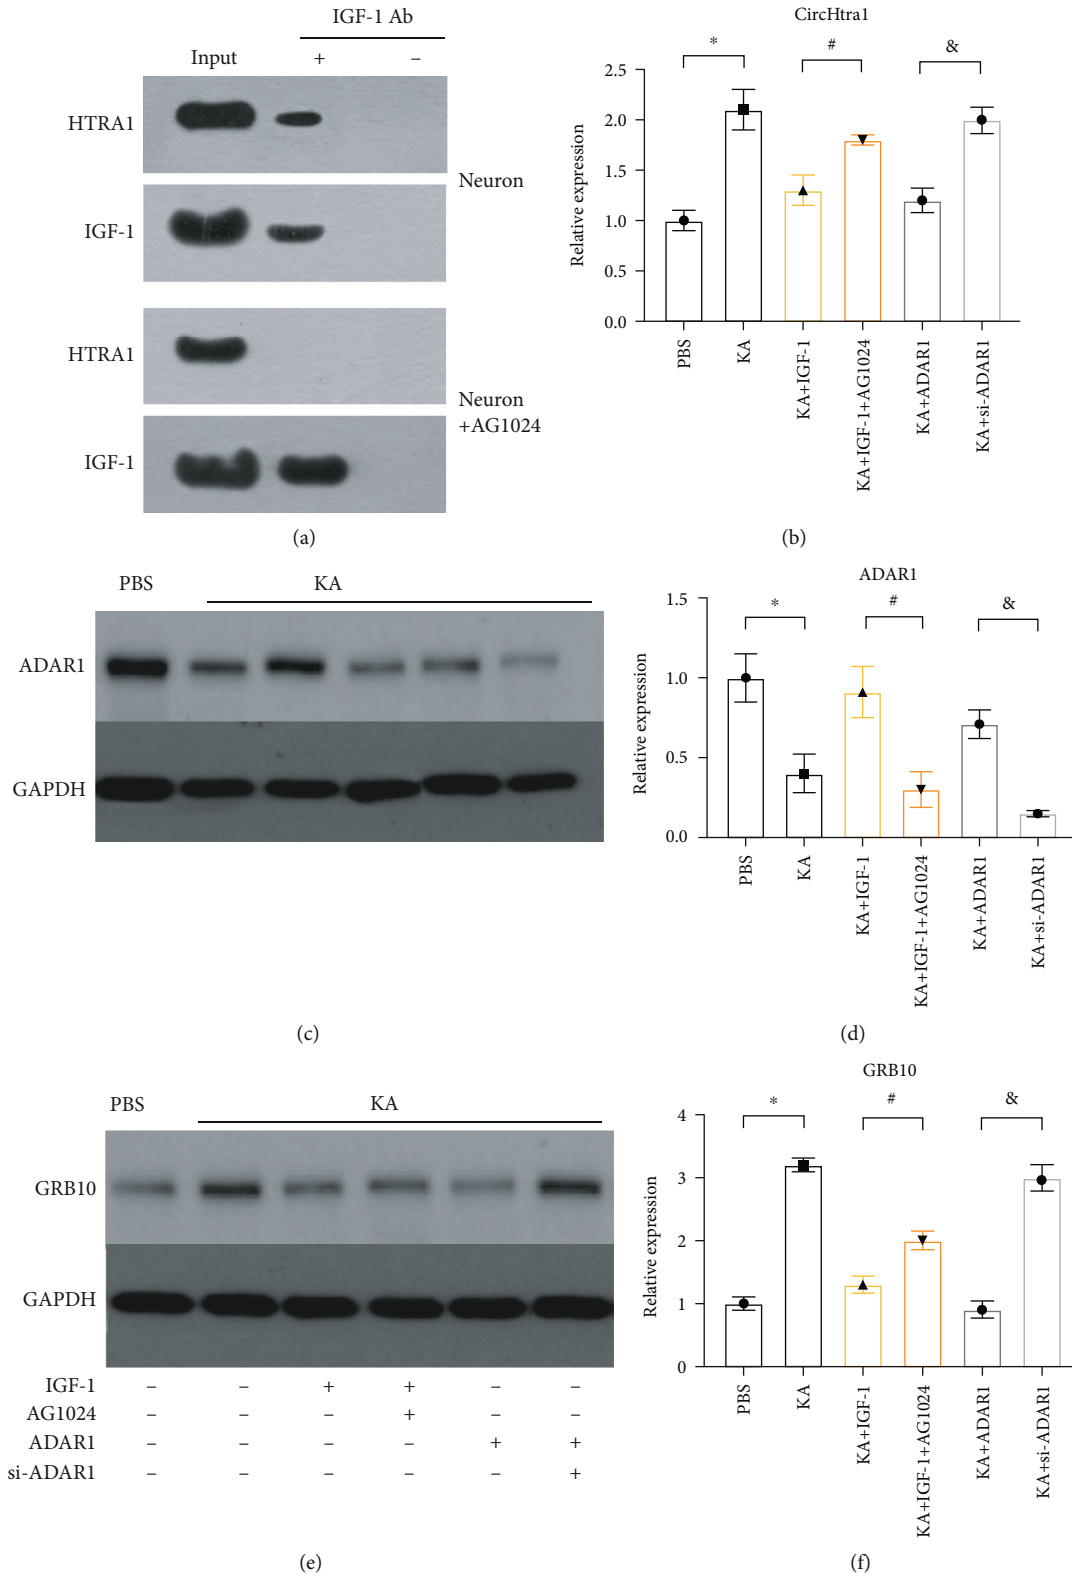 IGF-1 Ab
Input + –
HTRA1
IGF-1
Neuron
HTRA1
IGF-1
Neuron
+AG1024
(a)
CircHtra1
* # &
Relative expression
2.5
2.0
1.5
1.0
0.5
0.0
PBS
KA
KA+IGF-1
KA+IGF-1+AG1024
KA+ADAR1
KA+si-ADAR1
(b)
PBS KA
ADAR1
GAPDH
(c)
ADAR1
* # &
Relative expression
1.5
1.0
0.5
0.0
PBS
KA
KA+IGF-1
KA+IGF-1+AG1024
KA+ADAR1
KA+si-ADAR1
(d)
PBS KA
GRB10
GAPDH
IGF-1 – – + + – –
AG1024 – – – + – –
ADAR1 – – – – + +
si-ADAR1 – – – – – +
(e)
GRB10
* # &
Relative expression
4
3
2
1
0
PBS
KA
KA+IGF-1
KA+IGF-1+AG1024
KA+ADAR1
KA+si-ADAR1
(f)